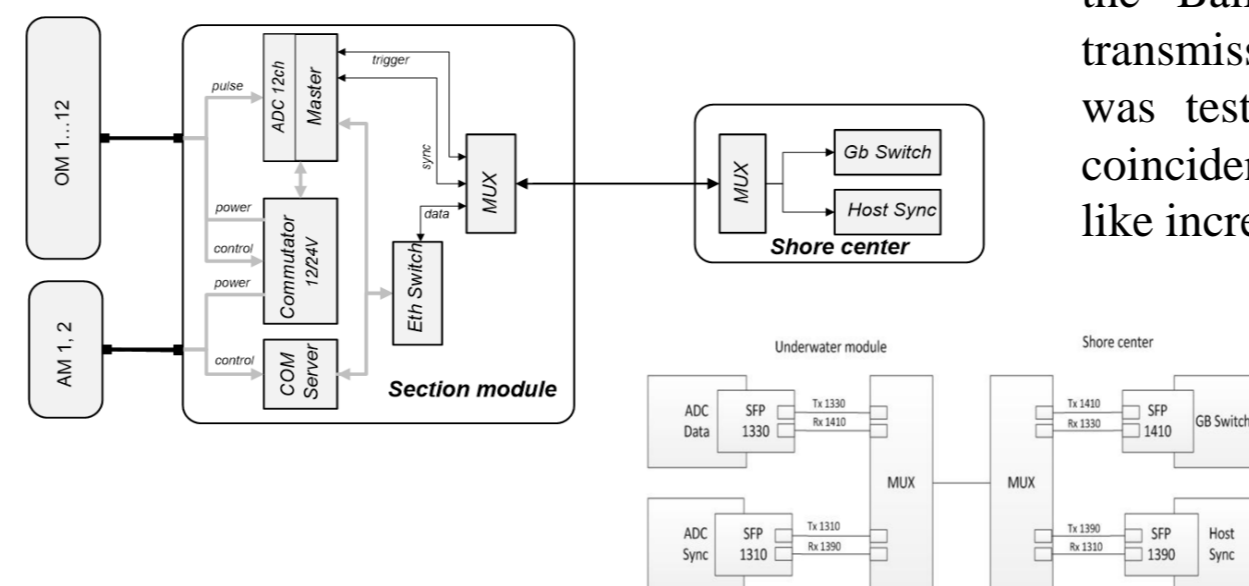 the Ban
transmiss
was test
coinciden
like incre
OM 1...12
AM 1, 2
pulse
power
control
power
control
ADC 12ch
Master
Commutator
12/24V
COM
Server
trigger
sync
data
Eth Switch
MUX
Section module
MUX
Gb Switch
Host Sync
Shore center
Underwater module
Shore center
ADC
Data
SFP
1330
Tx 1330
Rx 1410
MUX
MUX
Tx 1410
Rx 1330
SFP
1410
GB Switch
ADC
Sync
SFP
1310
Tx 1310
Rx 1390
Tx 1390
Rx 1310
SFP
1390
Host
Sync